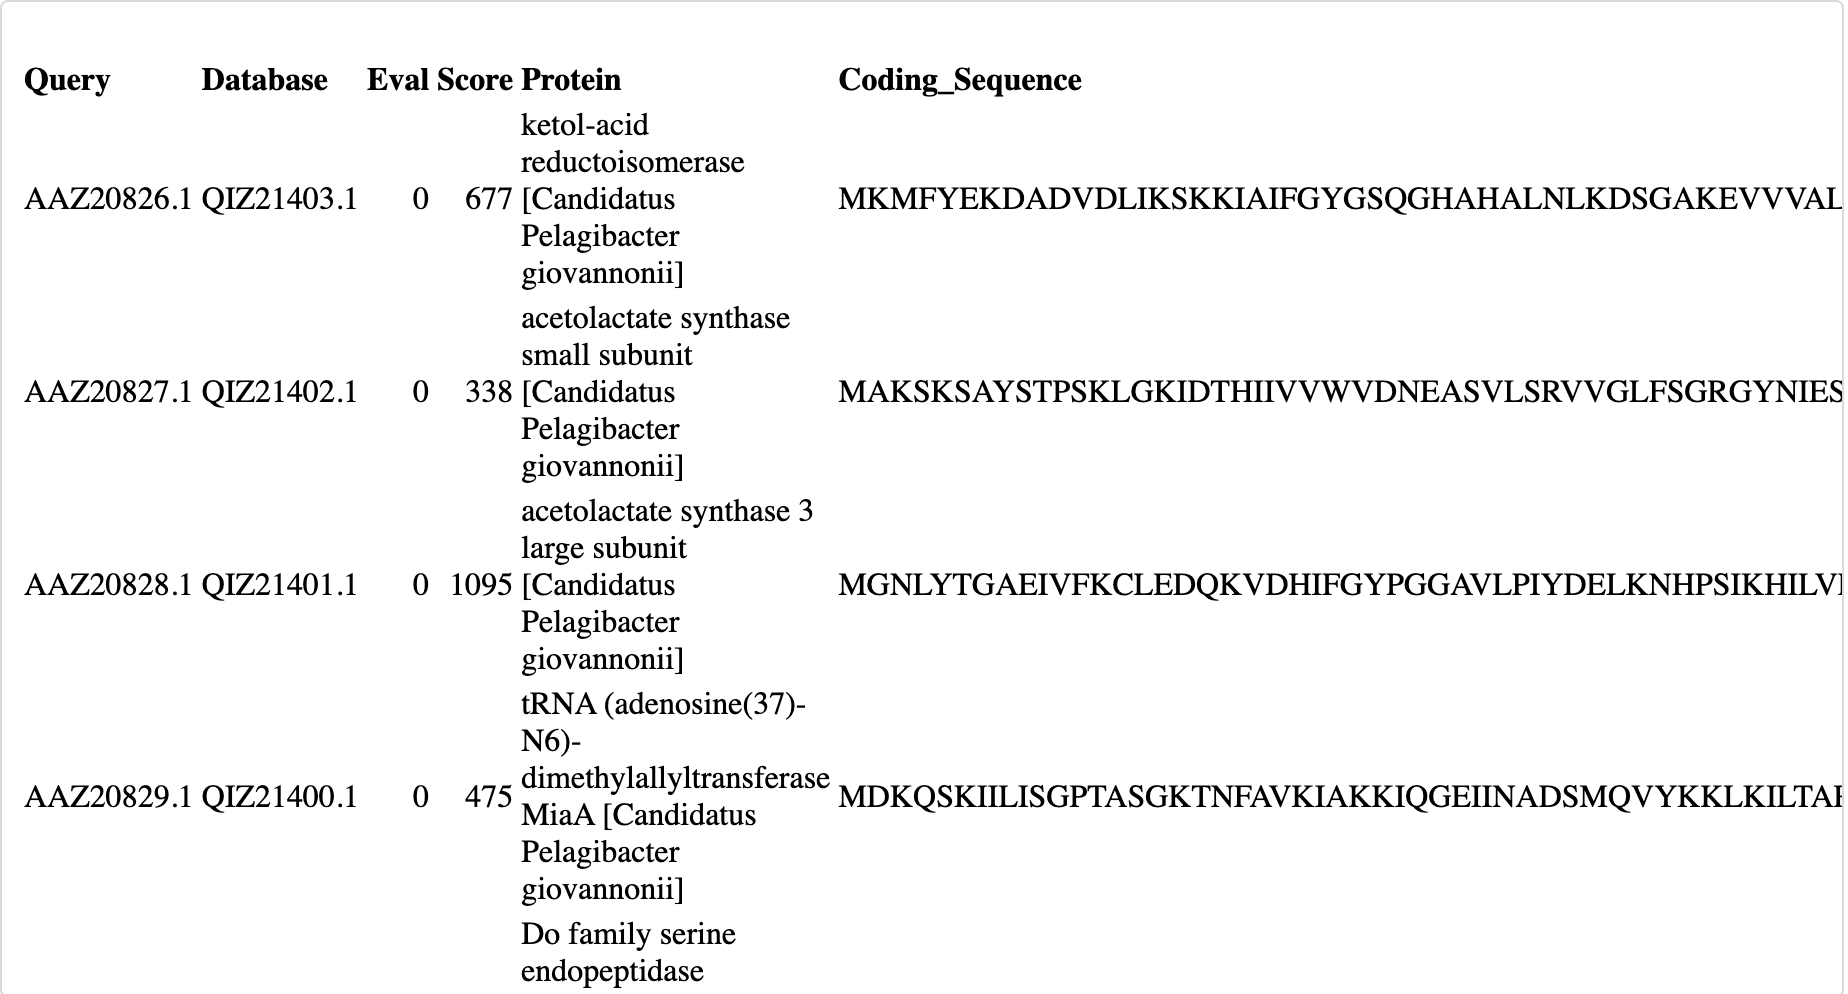 Query Database Eval Score Protein Coding_Sequence
ketol-acid
reductoisomerase
AAZ20826.1 QIZ21403.1 0 677 [Candidatus MKMFYEKDADVDLIKSKKIAIFGYGSQGHAHALNLKDSGAKEVVVAL
Pelagibacter
giovannonii]
acetolactate synthase
small subunit
AAZ20827.1 QIZ21402.1 0 338 [Candidatus MAKSKSAYSTPSKLGKIDTHIIVVWVDNEASVLSRVVGLFSGRGYNIES
Pelagibacter
giovannonii]
acetolactate synthase 3
large subunit
AAZ20828.1 QIZ21401.1 0 1095 [Candidatus MGNLYTGAEIVFKCLEDQKVDHIFGYPGGAVLPIYDELKNHPSIKHILV
Pelagibacter
giovannonii]
tRNA (adenosine(37)-
N6)-
dimethylallyltransferase
AAZ20829.1 QIZ21400.1 0 475 MDKQSKIILISGPTASGKTNFAVKIAKKIQGEIINADSMQVYKKLKILTA
MiaA [Candidatus
Pelagibacter
giovannonii]
Do family serine
endopeptidase